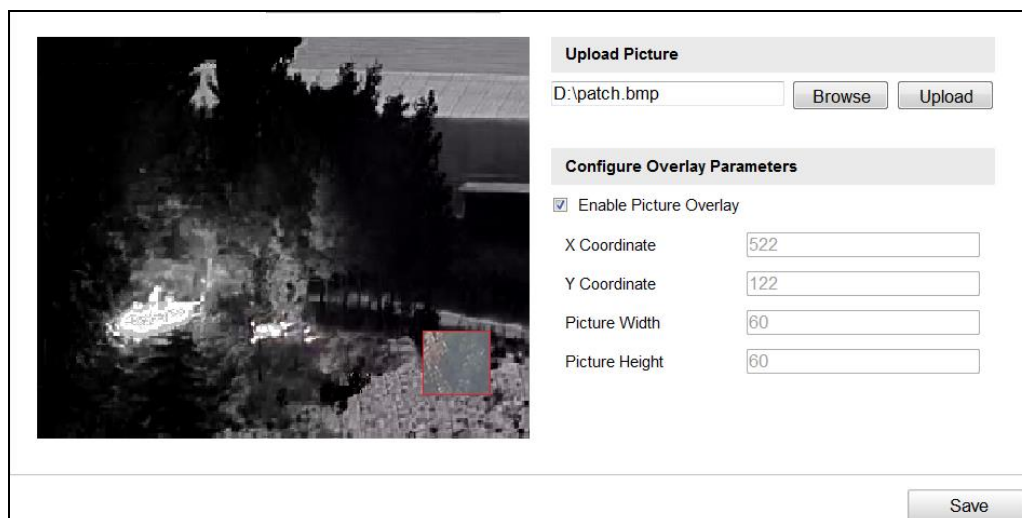 Upload Picture
D:\patch.bmp
Browse
Upload
Configure Overlay Parameters
Enable Picture Overlay
X Coordinate 522
Y Coordinate 122
Picture Width 60
Picture Height 60
Save